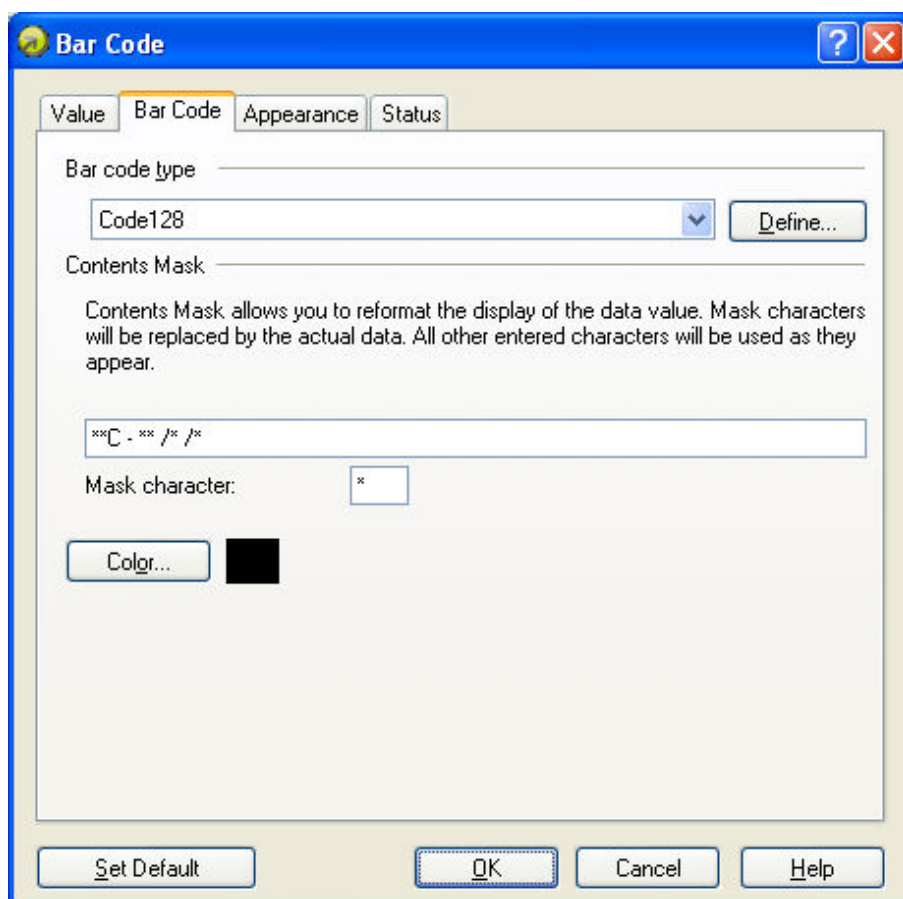 Bar Code
Value Bar Code Appearance Status
Bar code type
Code128 Define...
Contents Mask
Contents Mask allows you to reformat the display of the data value. Mask characters
will be replaced by the actual data. All other entered characters will be used as they
appear.
**C - ** /* /*
Mask character: *
Color...
Set Default OK Cancel Help